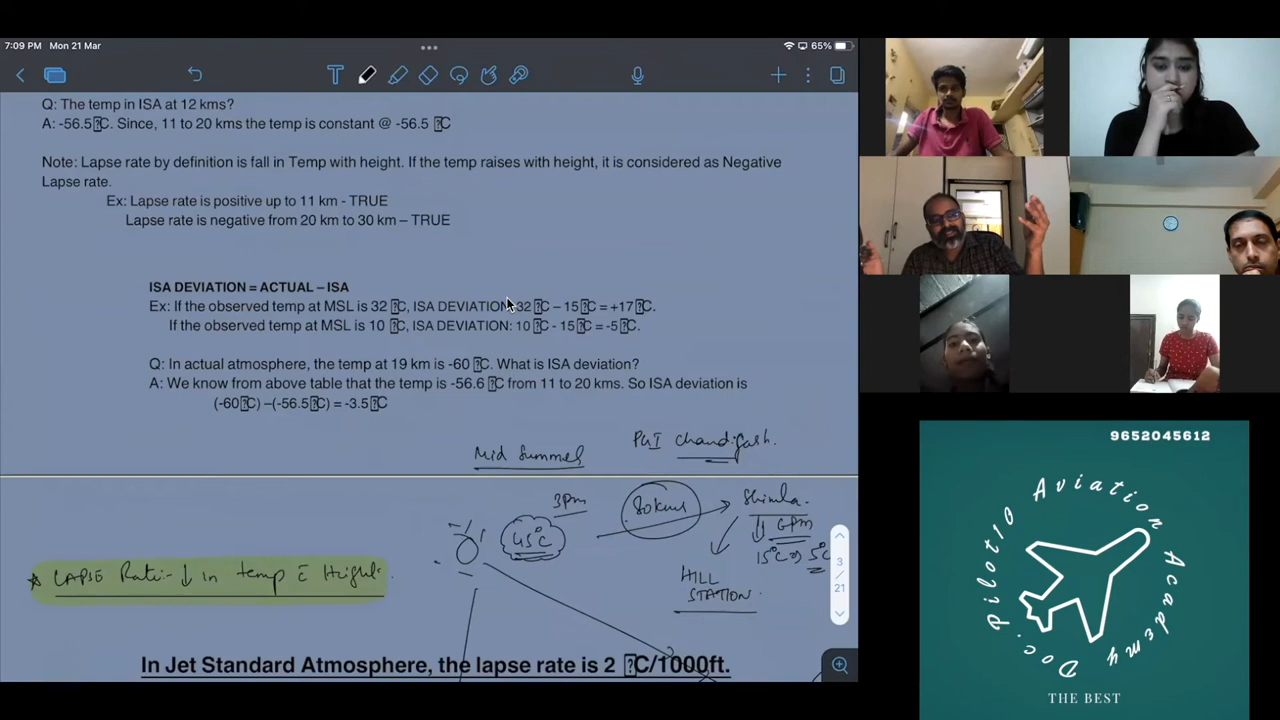 7:09 PM Mon 21 Mar
65%
Q: The temp in ISA at 12 kms?
A: -56.5�C. Since, 11 to 20 kms the temp is constant @ -56.5 �C
Note: Lapse rate by definition is fall in Temp with height. If the temp raises with height, it is considered as Negative
Lapse rate.
Ex: Lapse rate is positive up to 11 km - TRUE
Lapse rate is negative from 20 km to 30 km – TRUE
ISA DEVIATION = ACTUAL – ISA
Ex: If the observed temp at MSL is 32 �C, ISA DEVIATION: 32 �C – 15 �C = +17 �C.
If the observed temp at MSL is 10 �C, ISA DEVIATION: 10 �C - 15 �C = -5 �C.
Q: In actual atmosphere, the temp at 19 km is -60 �C. What is ISA deviation?
A: We know from above table that the temp is -56.6 �C from 11 to 20 kms. So ISA deviation is
(-60�C) –(-56.5�C) = -3.5�C
Mid Summer
PGI Chandigarh.
3pm
45°C
80kms
Shimla.
6pm
15°C
5°C
HILL
STATION.
LAPSE Rate:- ↓ in temp c̄ Height.
3
/
21
In Jet Standard Atmosphere, the lapse rate is 2 �C/1000ft.
9652045612
Doc'PilotIO Aviation Academy
THE BEST